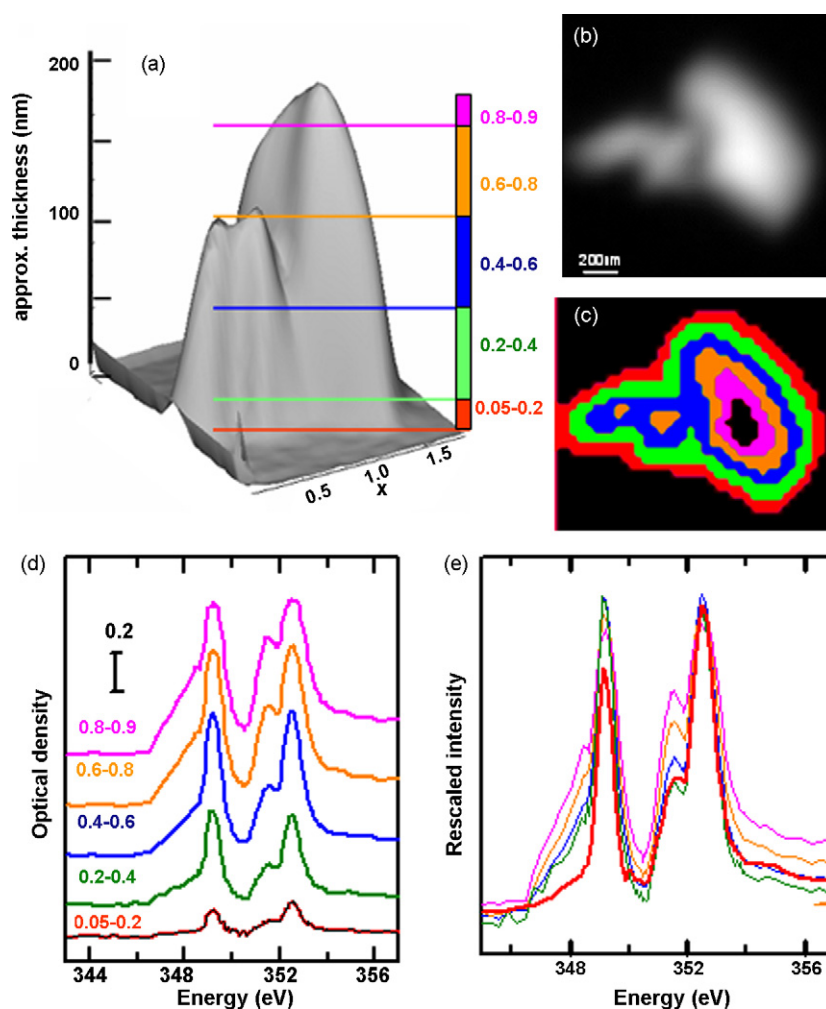 (a)
approx. thickness (nm)
200
100
0
0.5
1.0
1.5
x
0.8-0.9
0.6-0.8
0.4-0.6
0.2-0.4
0.05-0.2
(b)
200nm
(c)
(d)
Optical density
0.2
0.8-0.9
0.6-0.8
0.4-0.6
0.2-0.4
0.05-0.2
344
348
352
356
Energy (eV)
(e)
Rescaled intensity
348
352
356
Energy (eV)